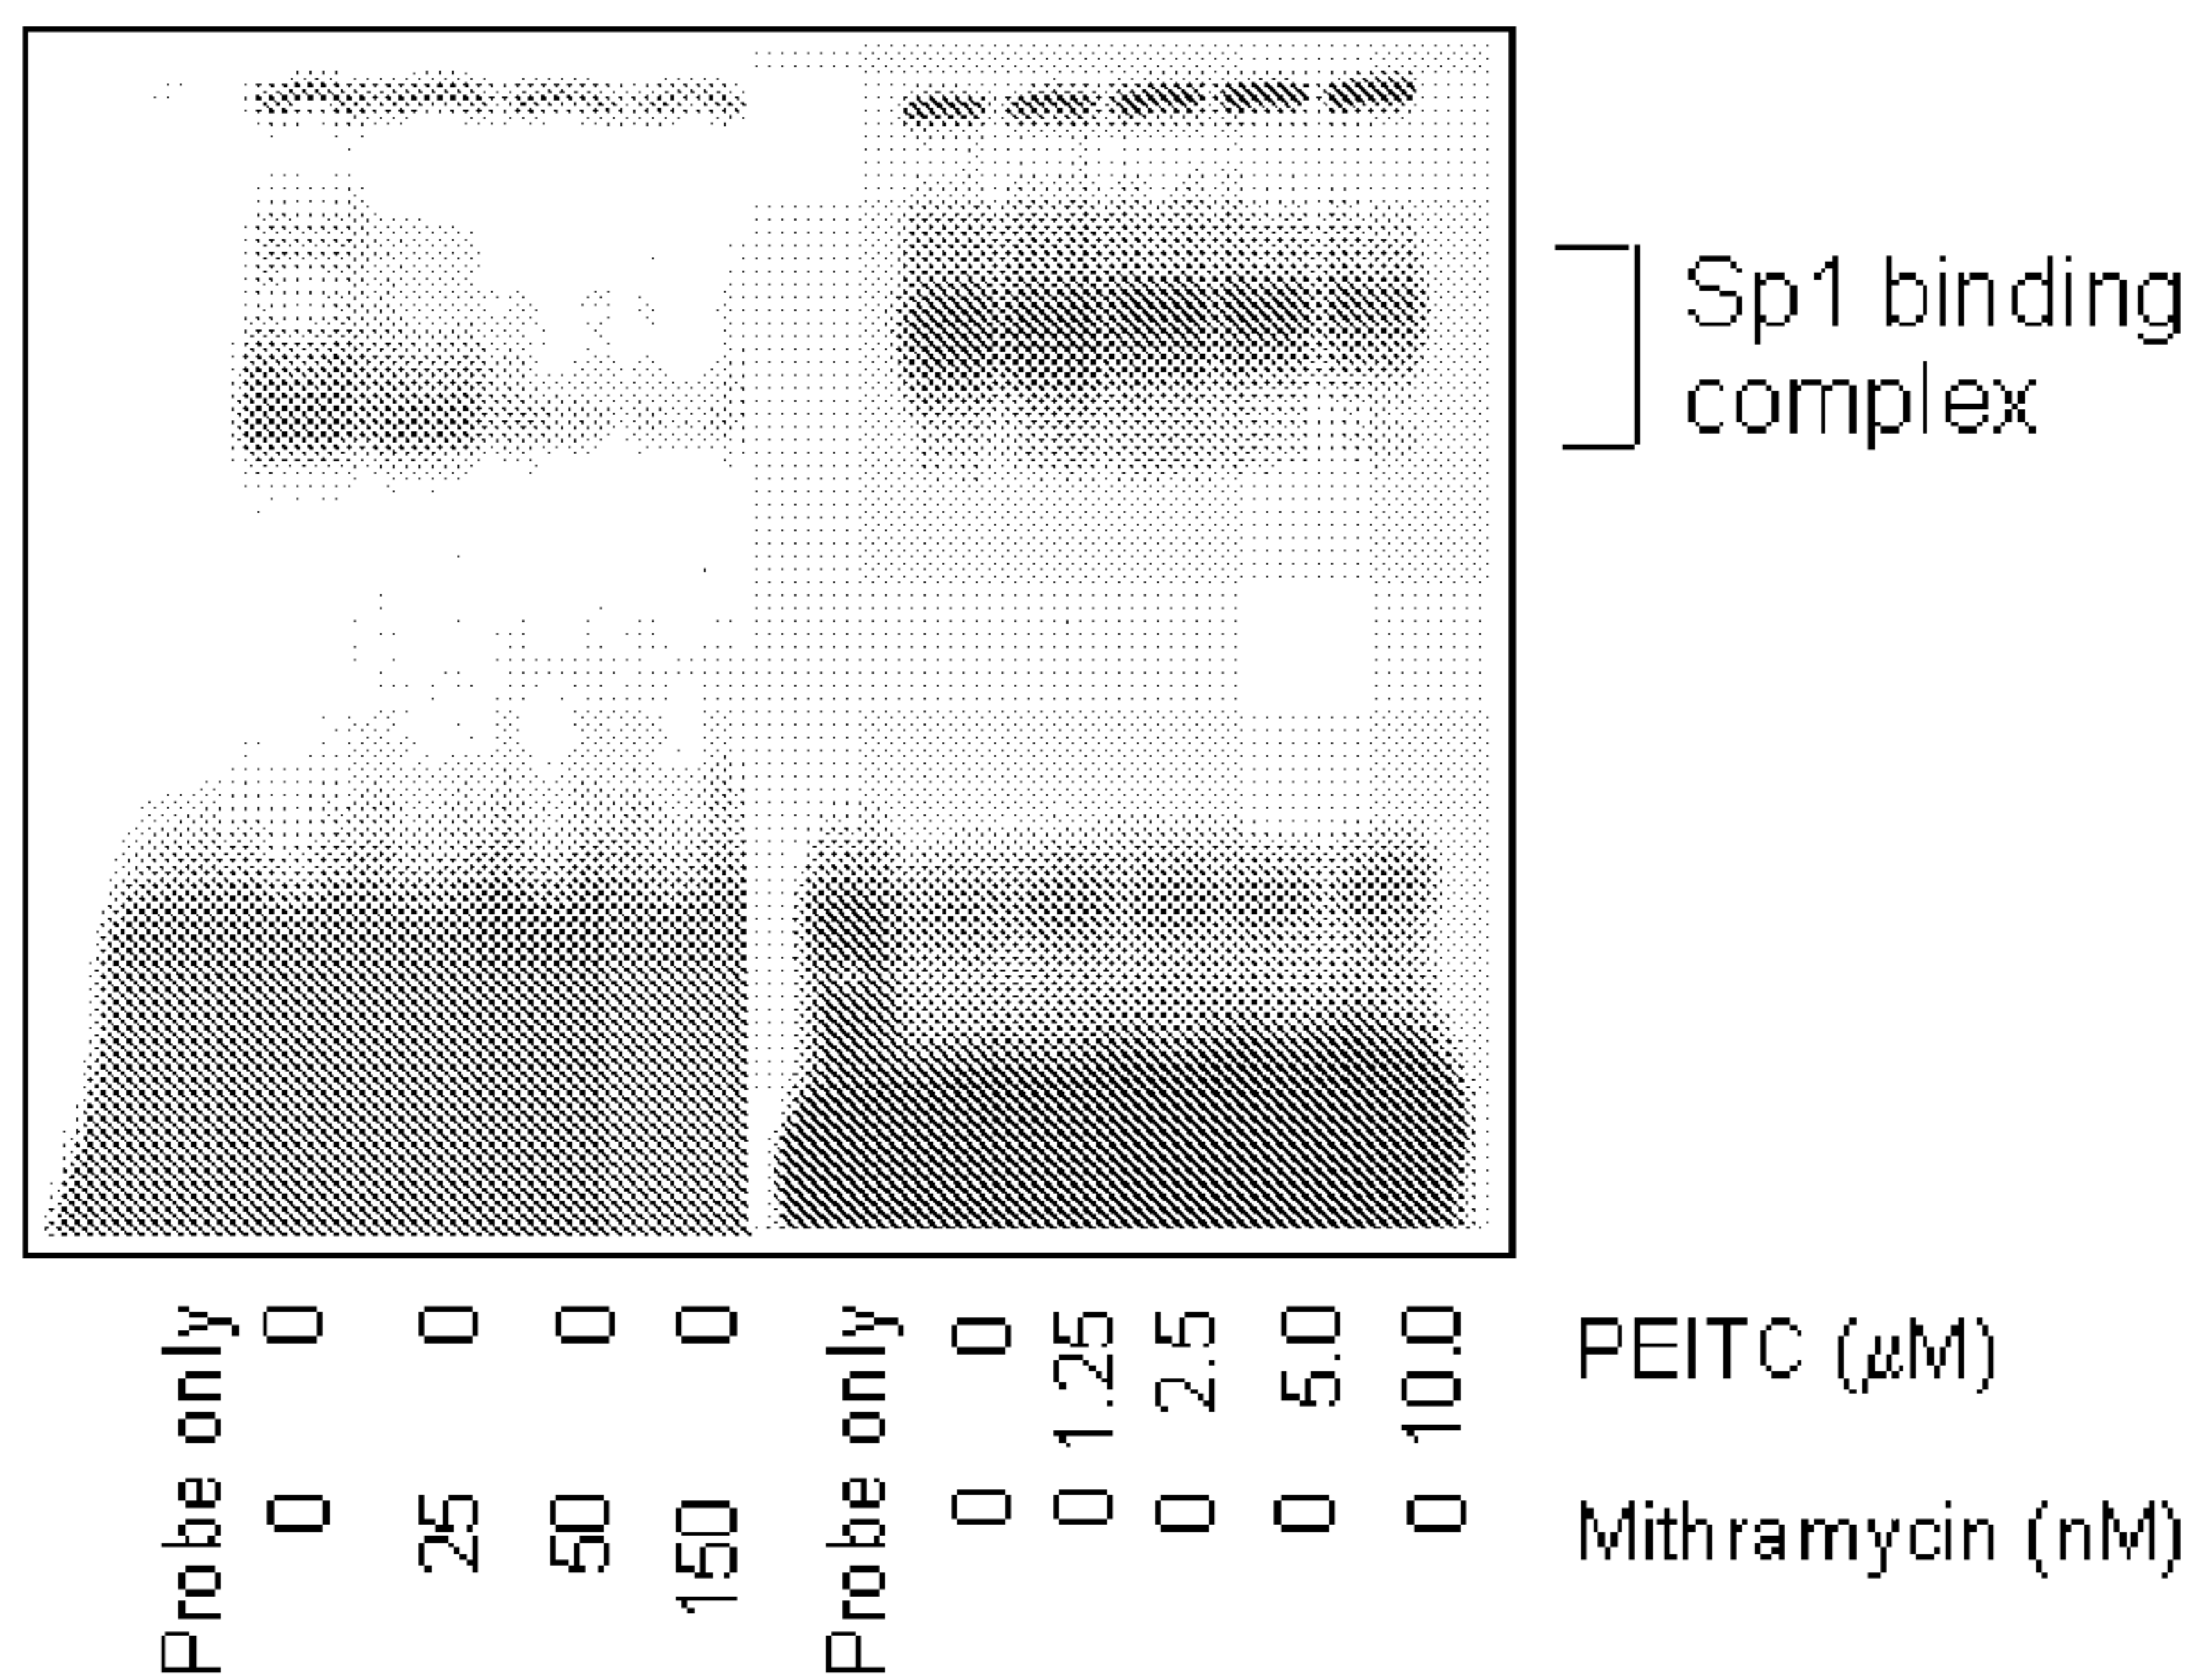 Sp1 binding
complex
Probe only 0 0 0 0 Probe only 0 1.25 2.5 5.0 10.0 PEITC (μM)
0 25 50 150 0 0 0 0 0 Mithramycin (nM)